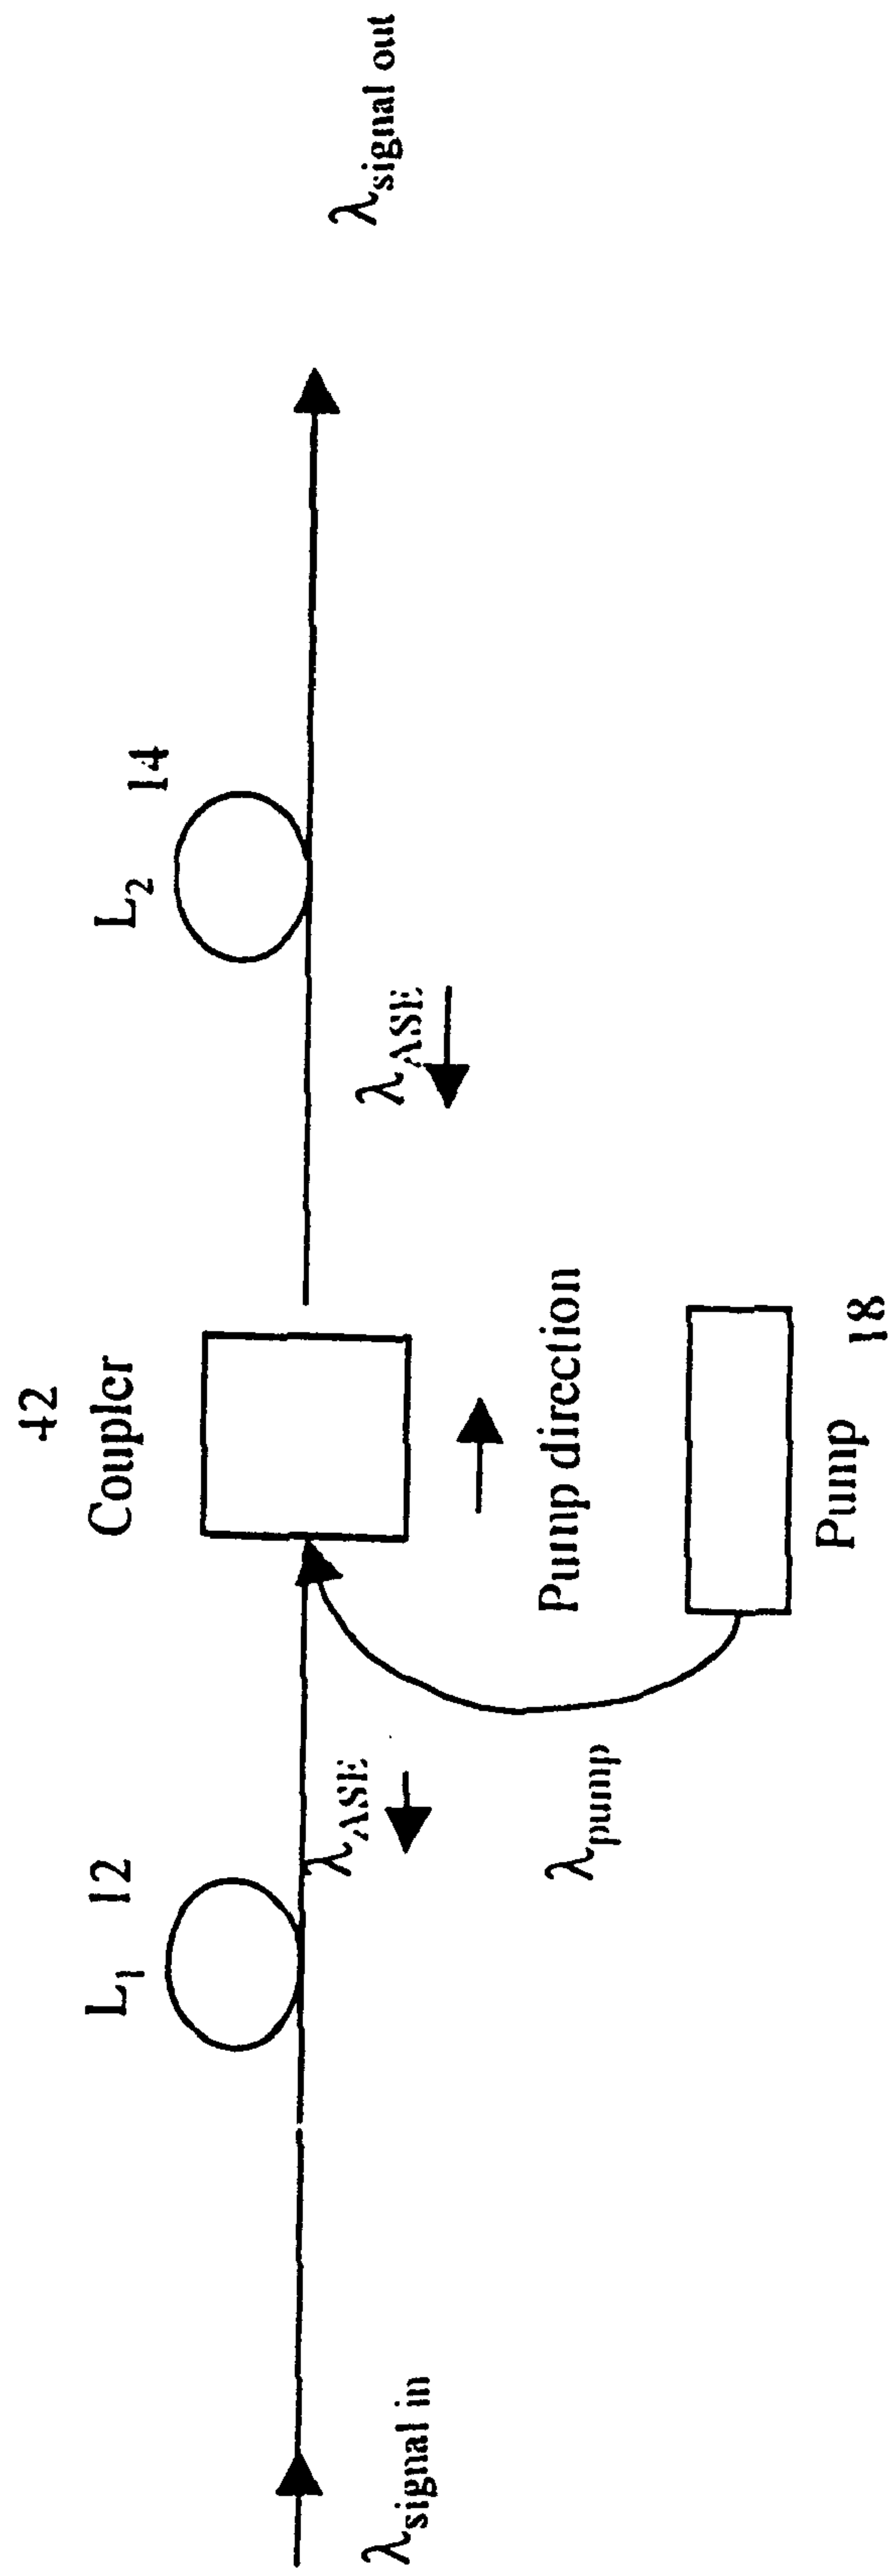 42
Coupler
L₁ 12
L₂ 14
λsignal in
λASE
λASE
λsignal out
Pump direction
λpump
Pump
18